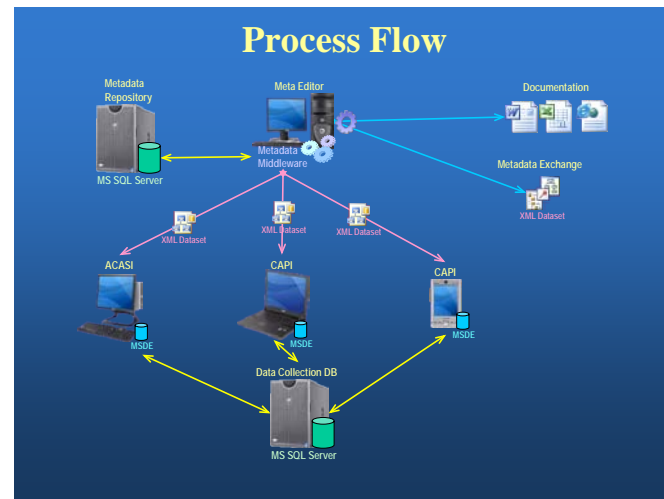 Process Flow
Metadata
Repository
MS SQL Server
Meta Editor
Metadata
Middleware
Documentation
Metadata Exchange
XML Dataset
XML Dataset
XML Dataset
XML Dataset
ACASI
MSDE
CAPI
MSDE
CAPI
MSDE
Data Collection DB
MS SQL Server